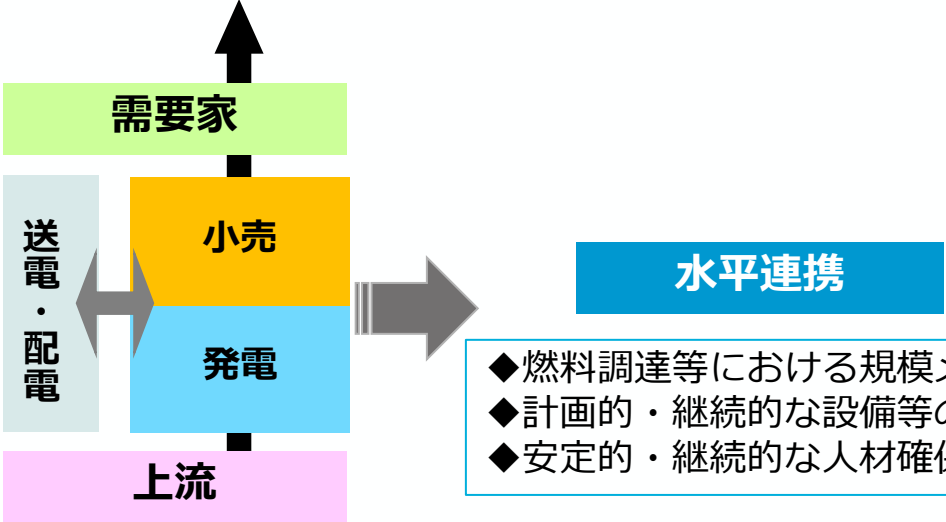 需要家
送電・配電
小売
発電
上流
水平連携
◆燃料調達等における規模
◆計画的・継続的な設備等の
◆安定的・継続的な人材確